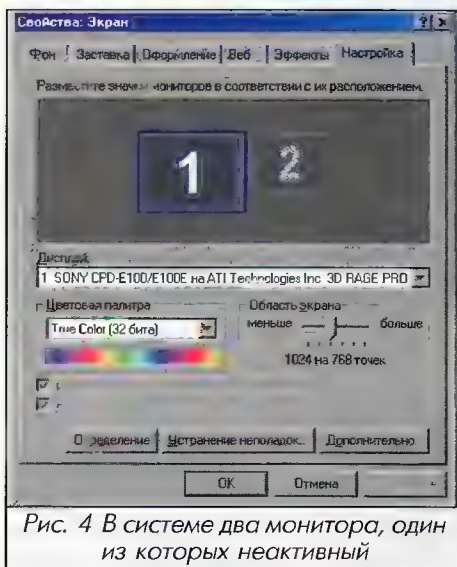 Свойства: Экран
Фон Заставка Оформление Веб Эффекты Настройка
Разместите значки мониторов в соответствии с их расположением.
1
2
Дисплей:
1. SONY CPD-E100/E100E на ATI Technologies Inc. 3D RAGE PRO
Цветовая палитра
Область экрана
True Color (32 бита)
меньше больше
1024 на 768 точек
Устранение неполадок... Дополнительно
OK Отмена
Рис. 4 В системе два монитора, один
из которых неактивный